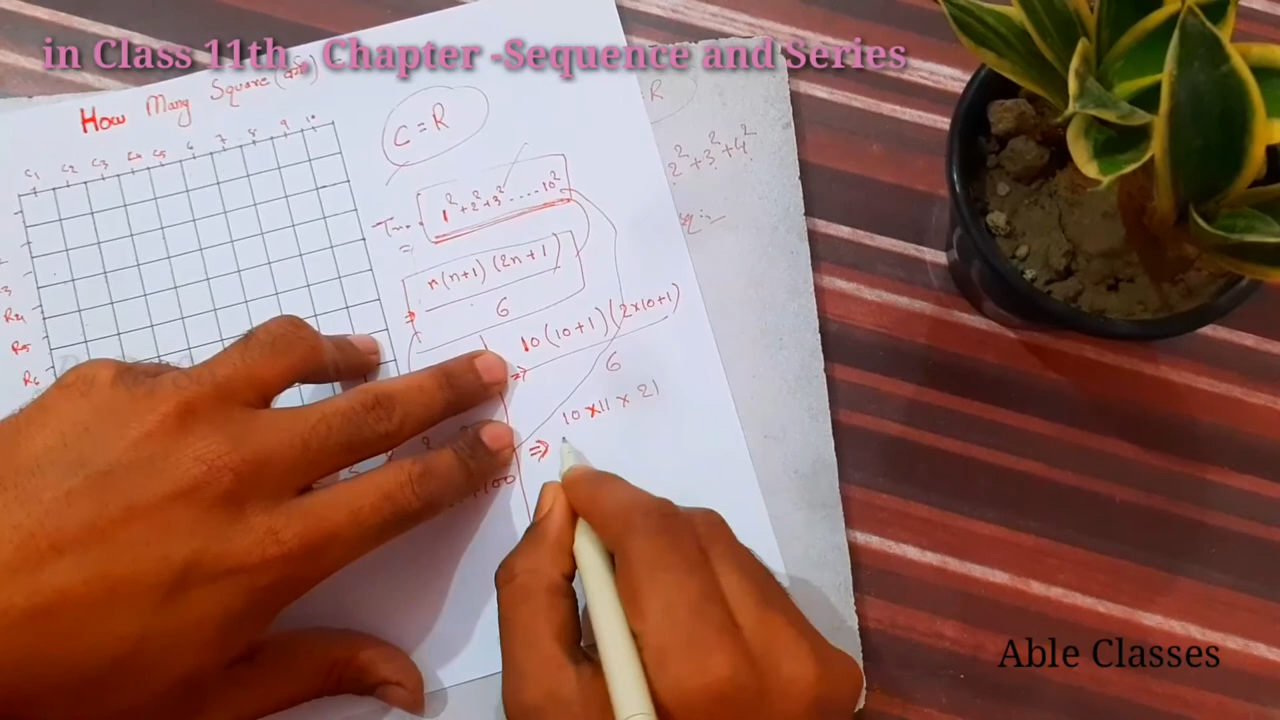 in Class 11th , Chapter -Sequence and Series
How Many Square
C1 C2 C3 C4 C5 6 7 8 9 10
C = R
R
1² + 2² + 3² .... 10²
2² + 3² + 4²
n(n+1)(2n+1)
6
R4
R5
R6
⇒ 10(10+1)(2×10+1)
6
10 × 11 × 21
⇒
100
Able Classes